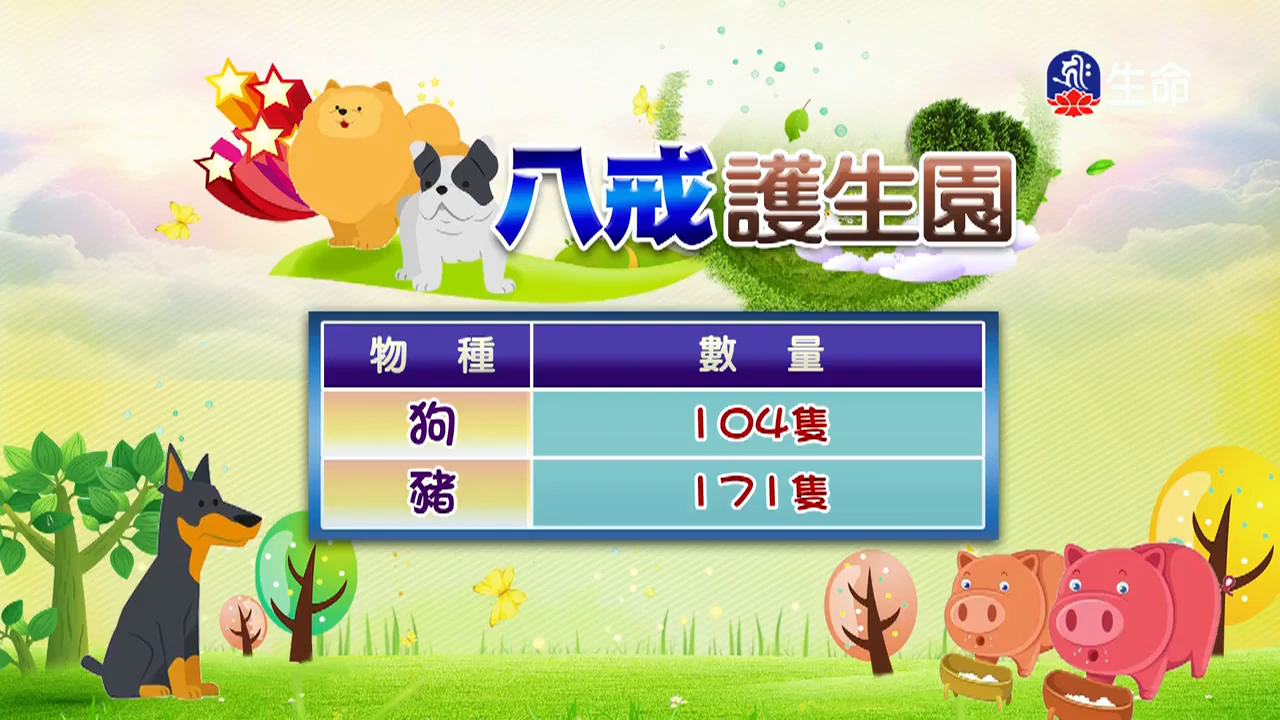 生命
八戒護生園
物種 數量
狗 104隻
豬 171隻